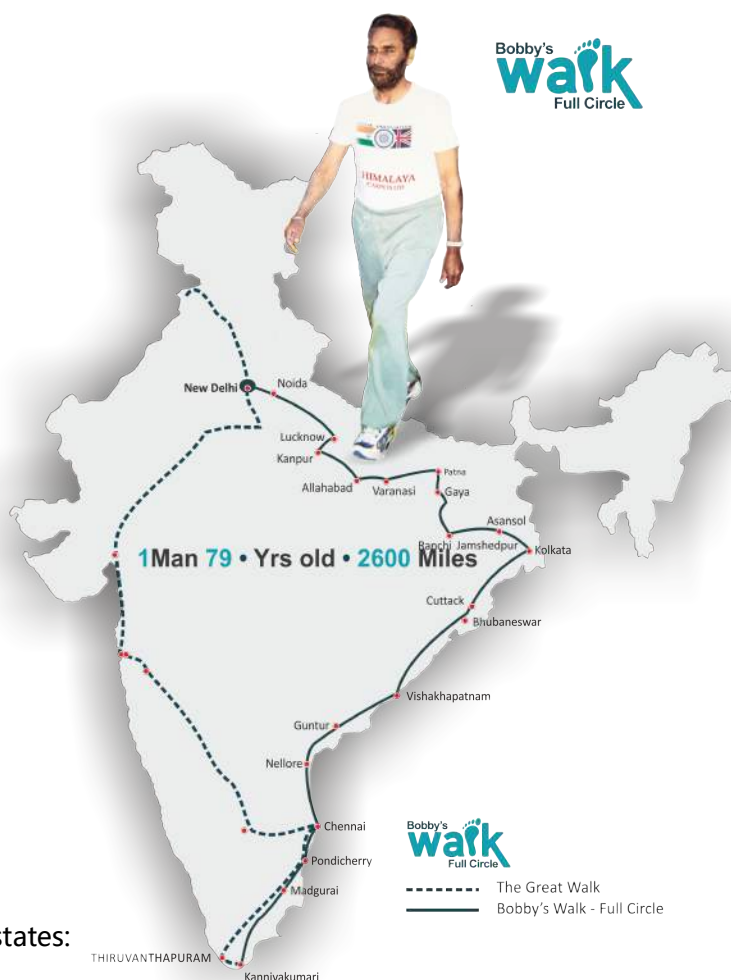 Bobby's
walk
Full Circle
HIMALAYA
New Delhi
Noida
Lucknow
Kanpur
Allahabad
Varanasi
Patna
Gaya
Asansol
Ranchi
Jamshedpur
Kolkata
1Man 79 • Yrs old • 2600 Miles
Cuttack
Bhubaneswar
Vishakhapatnam
Guntur
Nellore
Chennai
Pondicherry
Madgurai
Bobby's
walk
Full Circle
The Great Walk
Bobby's Walk - Full Circle
states:
THIRUVANTHAPURAM
Kanniyakumari